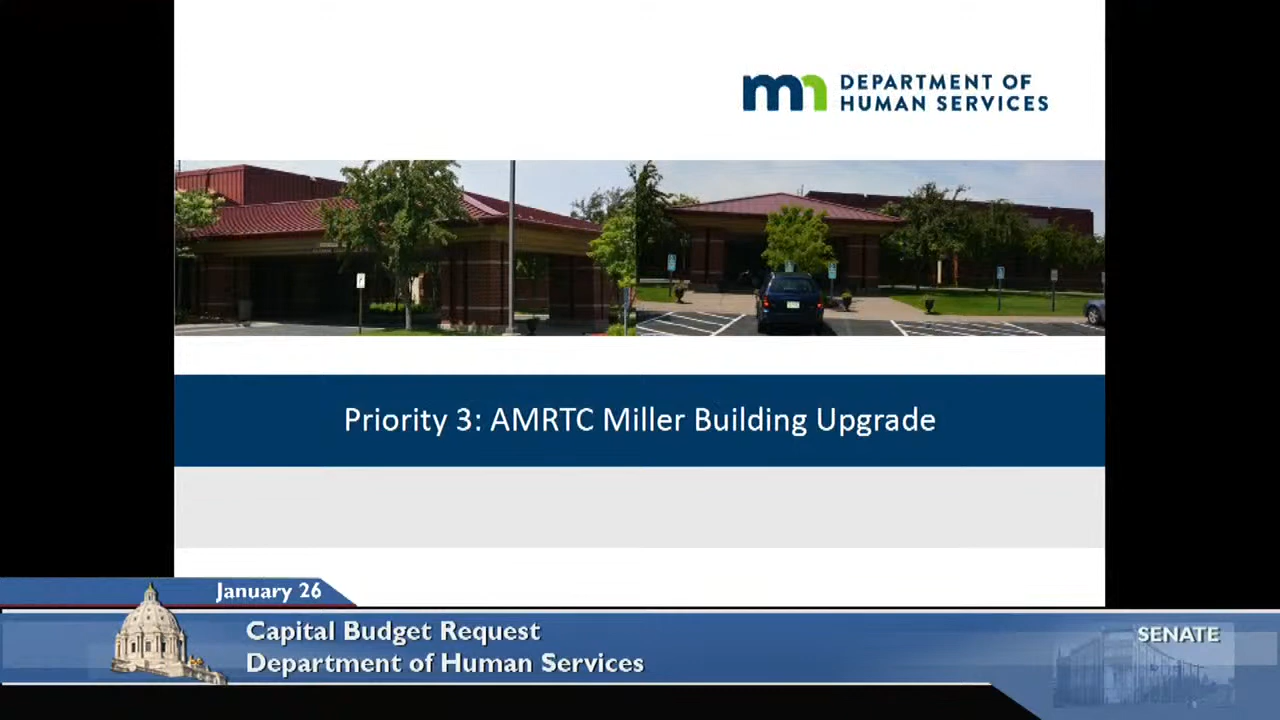 mn DEPARTMENT OF
HUMAN SERVICES
Priority 3: AMRTC Miller Building Upgrade
January 26
Capital Budget Request
Department of Human Services
SENATE